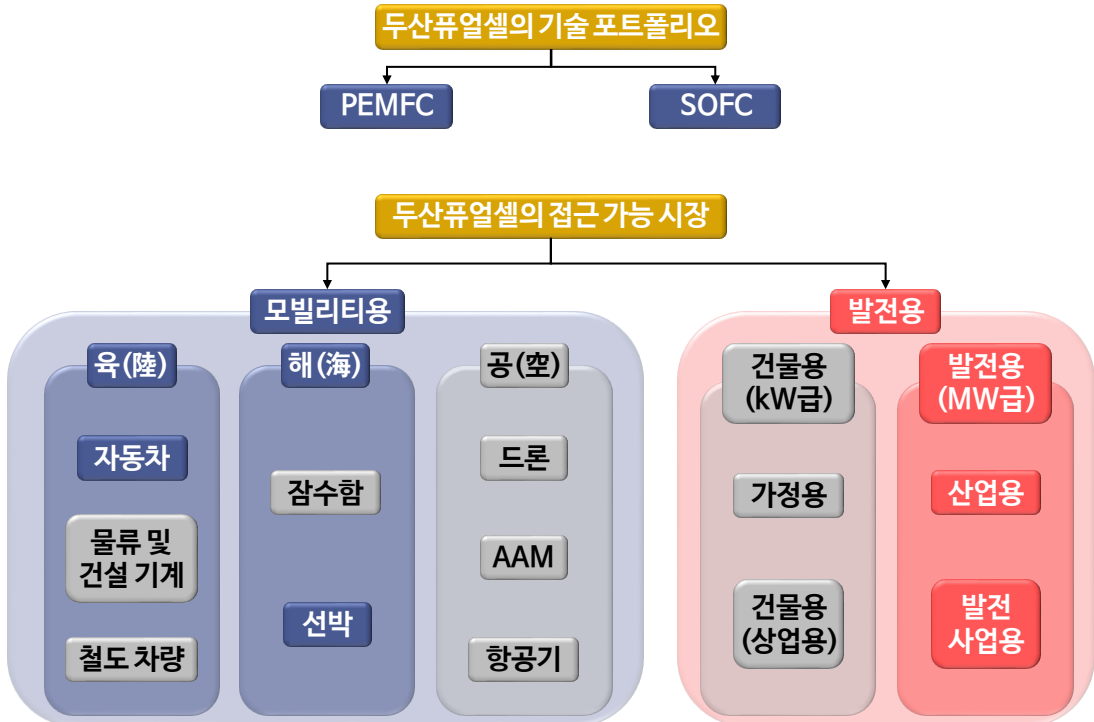 두산퓨얼셀의 기술 포트폴리오
PEMFC
SOFC
두산퓨얼셀의 접근 가능 시장
모빌리티용
발전용
육(陸)
해(海)
공(空)
건물용
(kW급)
발전용
(MW급)
자동차
물류 및
건설 기계
철도 차량
잠수함
선박
드론
AAM
항공기
가정용
건물용
(상업용)
산업용
발전
사업용